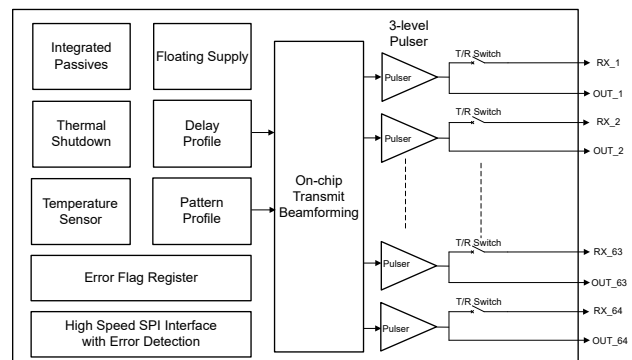 Integrated
Passives
Floating Supply
Thermal
Shutdown
Delay
Profile
Temperature
Sensor
Pattern
Profile
Error Flag Register
High Speed SPI Interface
with Error Detection
On-chip
Transmit
Beamforming
3-level
Pulser
Pulser
T/R Switch
RX_1
OUT_1
Pulser
T/R Switch
RX_2
OUT_2
Pulser
T/R Switch
RX_63
OUT_63
Pulser
T/R Switch
RX_64
OUT_64